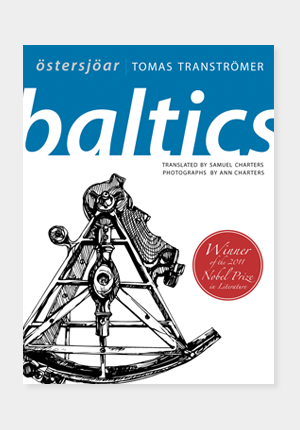 östersjöar | TOMAS TRANSTRÖMER
baltics
TRANSLATED BY SAMUEL CHARTERS
PHOTOGRAPHS BY ANN CHARTERS
Winner
of the 2011
Nobel Prize
in Literature